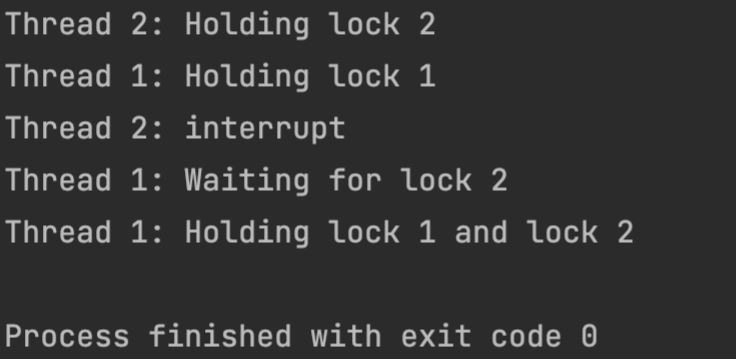 Thread 2: Holding lock 2
Thread 1: Holding lock 1
Thread 2: interrupt
Thread 1: Waiting for lock 2
Thread 1: Holding lock 1 and lock 2
Process finished with exit code 0